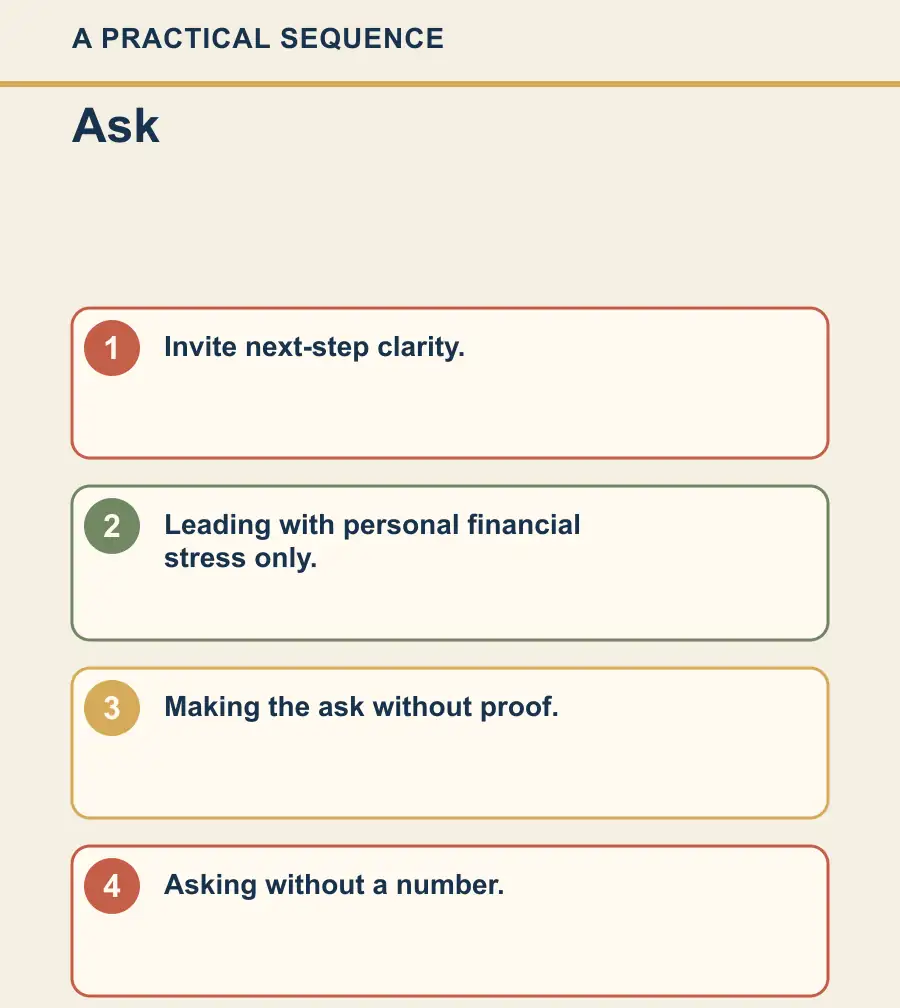 A PRACTICAL SEQUENCE
Ask
1 Invite next-step clarity.
2 Leading with personal financial
stress only.
3 Making the ask without proof.
4 Asking without a number.